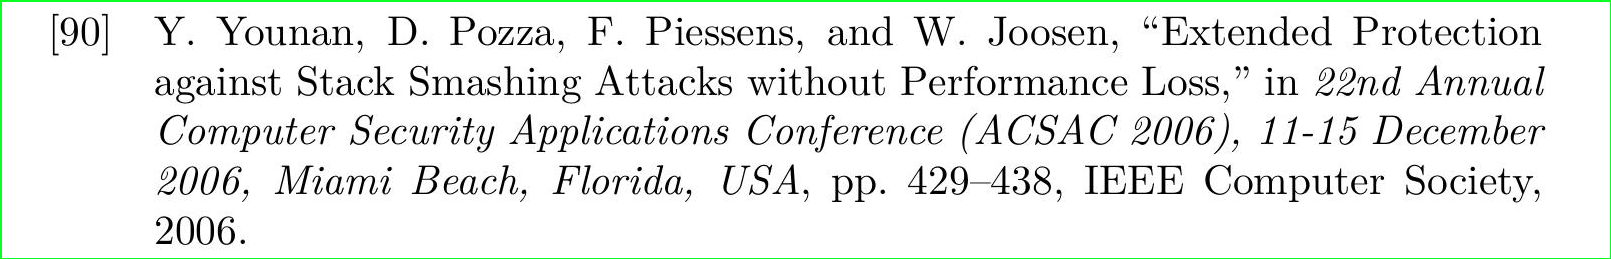 [90] Y. Younan, D. Pozza, F. Piessens, and W. Joosen, “Extended Protection
against Stack Smashing Attacks without Performance Loss,” in 22nd Annual
Computer Security Applications Conference (ACSAC 2006), 11-15 December
2006, Miami Beach, Florida, USA, pp. 429–438, IEEE Computer Society,
2006.